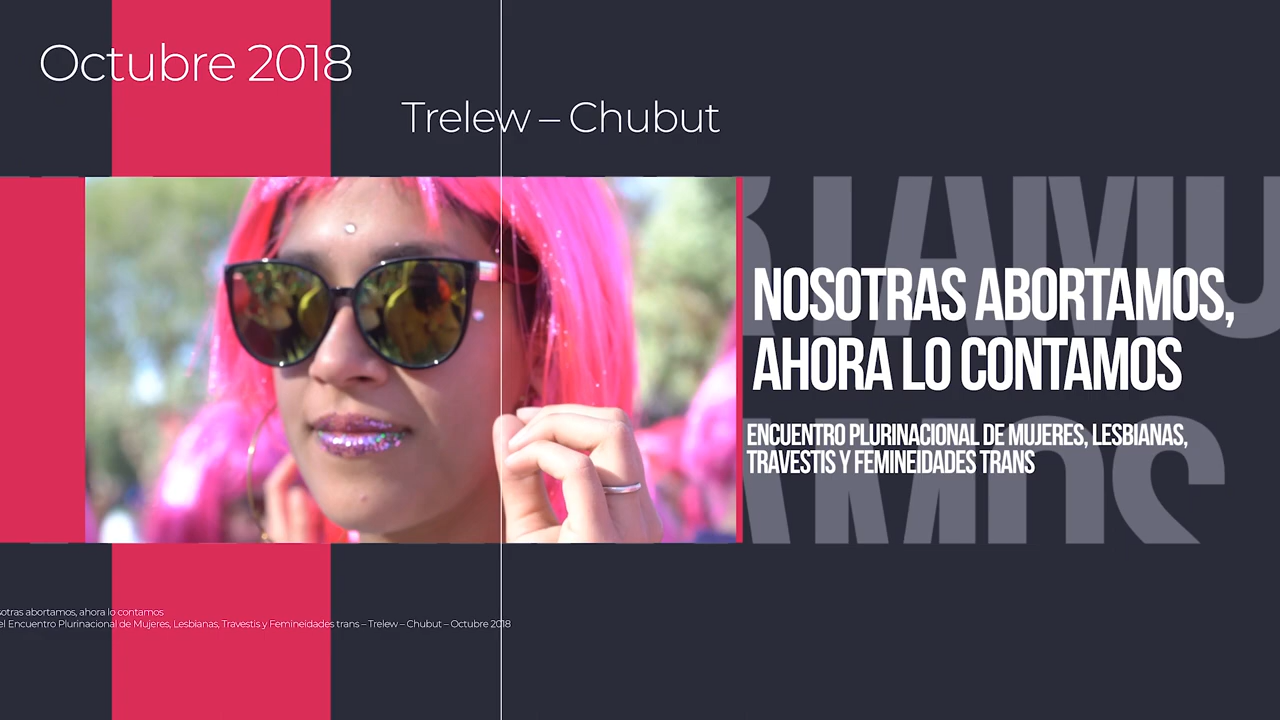 Octubre 2018
Trelew – Chubut
NOSOTRAS ABORTAMOS,
AHORA LO CONTAMOS
ENCUENTRO PLURINACIONAL DE MUJERES, LESBIANAS,
TRAVESTIS Y FEMINEIDADES TRANS
sotras abortamos, ahora lo contamos
el Encuentro Plurinacional de Mujeres, Lesbianas, Travestis y Femineidades trans – Trelew – Chubut – Octubre 2018